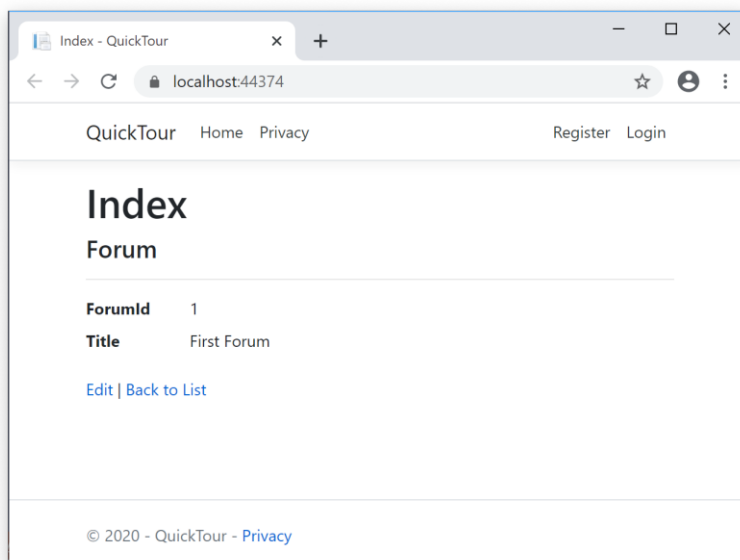 Index - QuickTour
localhost:44374
QuickTour Home Privacy Register Login
Index
Forum
ForumId 1
Title First Forum
Edit | Back to List
© 2020 - QuickTour - Privacy